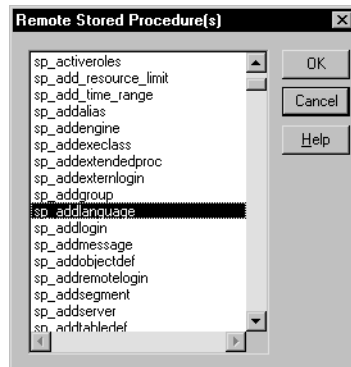 Remote Stored Procedure(s)
sp_activeroles
sp_add_resource_limit
sp_add_time_range
sp_addalias
sp_addengine
sp_addexeclass
sp_addextendedproc
sp_addexternlogin
sp_addgroup
sp_addlanguage
sp_addlogin
sp_addmessage
sp_addobjectdef
sp_addremotelogin
sp_addsegment
sp_addserver
sp_addtabledef
OK
Cancel
Help